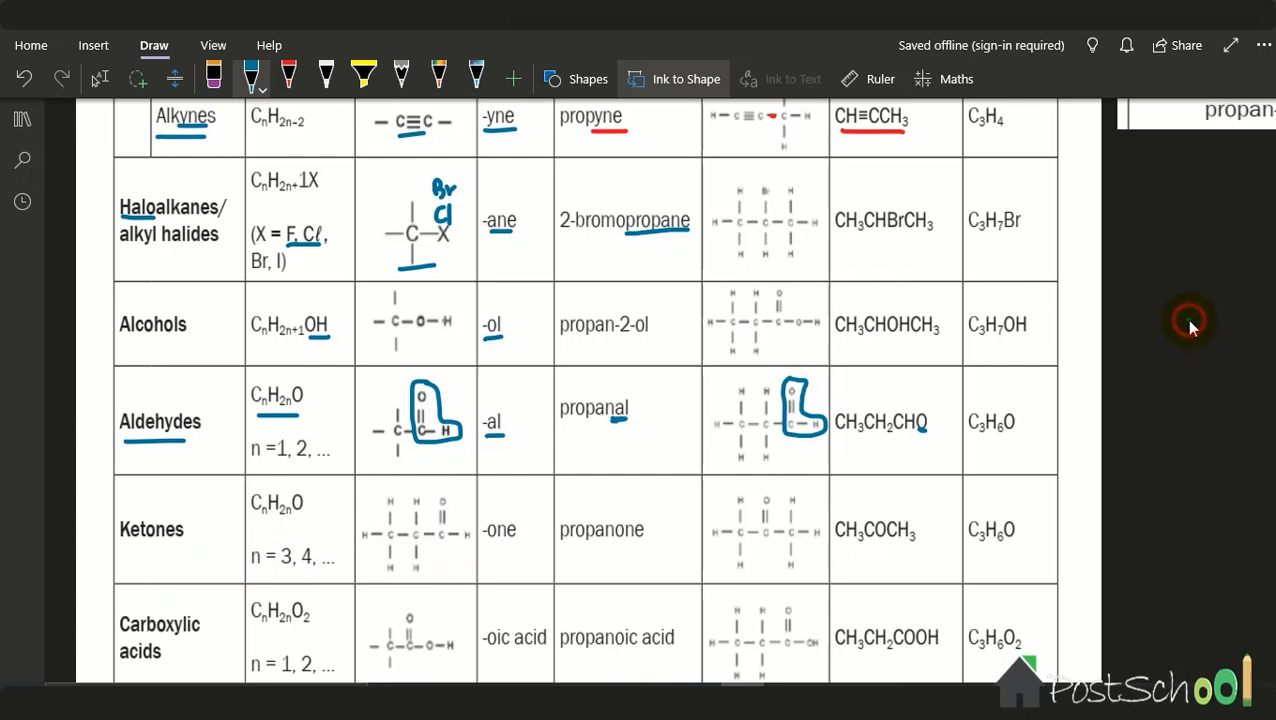 Home Insert Draw View Help Saved offline (sign-in required) Share
Shapes Ink to Shape Ink to Text Ruler Maths
Alkynes CnH2n−2 — C≡C — -yne propyne H—C≡C—C—H H CH≡CCH3 C3H4
propan-
Haloalkanes/
alkyl halides
CnH2n+1X
(X = F, Cℓ,
Br, I)
Br
Cl
—C—X
-ane
2-bromopropane
H Br H
H—C—C—C—H
H H H
CH3CHBrCH3
C3H7Br
Alcohols
CnH2n+1OH
—C—O—H
-ol
propan-2-ol
H H O
H—C—C—C—O—H
H H
CH3CHOHCH3
C3H7OH
Aldehydes
CnH2nO
n =1, 2, ...
O
—C—C—H
-al
propanal
H H O
H—C—C—C—H
H H
CH3CH2CHO
C3H6O
Ketones
CnH2nO
n = 3, 4, ...
H H O
H—C—C—C—H
H H
-one
propanone
H O H
H—C—C—C—H
H H
CH3COCH3
C3H6O
Carboxylic
acids
CnH2nO2
n = 1, 2, ...
O
—C—C—O—H
-oic acid
propanoic acid
H H O
H—C—C—C—OH
H H
CH3CH2COOH
C3H6O2
PostSchool